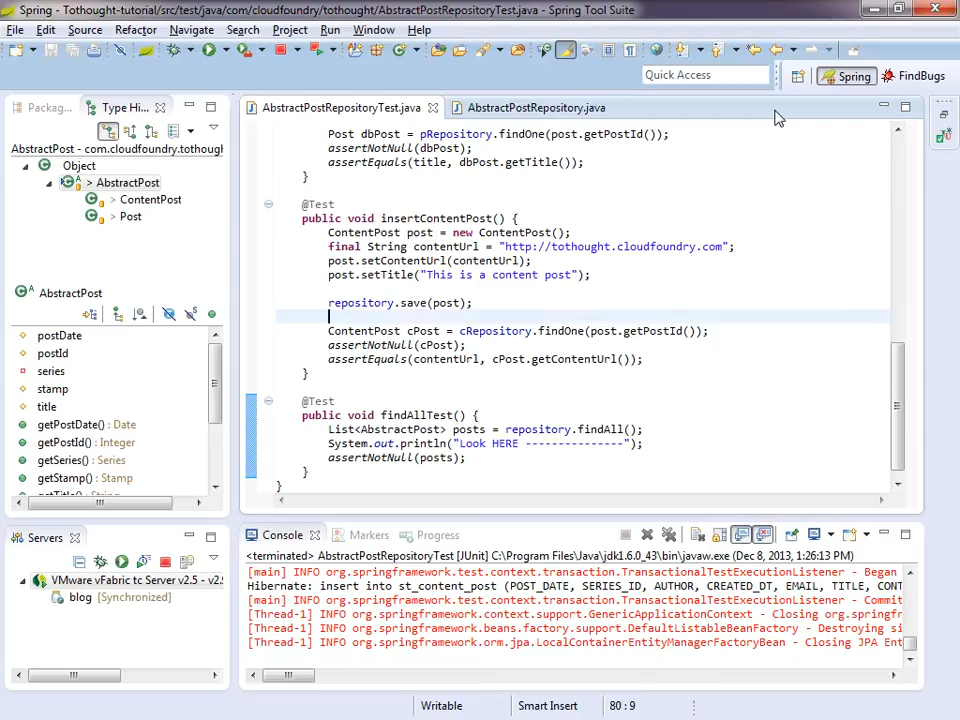 Spring - Tothought-tutorial/src/test/java/com/cloudfoundry/tothought/AbstractPostRepositoryTest.java - Spring Tool Suite
File Edit Source Refactor Navigate Search Project Run Window Help
Quick Access
Spring
FindBugs
Packag...
Type Hi...
AbstractPost - com.cloudfoundry.tothough
Object
> AbstractPost
> ContentPost
> Post
AbstractPost
postDate
postId
series
stamp
title
getPostDate() : Date
getPostId() : Integer
getSeries() : Series
getStamp() : Stamp
getTitle() : String
Servers
VMware vFabric tc Server v2.5 - v2.9
blog [Synchronized]
AbstractPostRepositoryTest.java
AbstractPostRepository.java
Post dbPost = pRepository.findOne(post.getPostId());
assertNotNull(dbPost);
assertEquals(title, dbPost.getTitle());
}
@Test
public void insertContentPost() {
ContentPost post = new ContentPost();
final String contentUrl = "http://tothought.cloudfoundry.com";
post.setContentUrl(contentUrl);
post.setTitle("This is a content post");
repository.save(post);
ContentPost cPost = cRepository.findOne(post.getPostId());
assertNotNull(cPost);
assertEquals(contentUrl, cPost.getContentUrl());
}
@Test
public void findAllTest() {
List<AbstractPost> posts = repository.findAll();
System.out.println("Look HERE ---------------");
assertNotNull(posts);
}
}
Console
Markers
Progress
<terminated> AbstractPostRepositoryTest [JUnit] C:\Program Files\Java\jdk1.6.0_43\bin\javaw.exe (Dec 8, 2013, 1:26:13 PM)
[main] INFO org.springframework.test.context.transaction.TransactionalTestExecutionListener - Began
Hibernate: insert into st_content_post (POST_DATE, SERIES_ID, AUTHOR, CREATED_DT, EMAIL, TITLE, CONT
[main] INFO org.springframework.test.context.transaction.TransactionalTestExecutionListener - Commit
[Thread-1] INFO org.springframework.context.support.GenericApplicationContext - Closing org.springfr
[Thread-1] INFO org.springframework.beans.factory.support.DefaultListableBeanFactory - Destroying si
[Thread-1] INFO org.springframework.orm.jpa.LocalContainerEntityManagerFactoryBean - Closing JPA Ent
Writable
Smart Insert
80 : 9